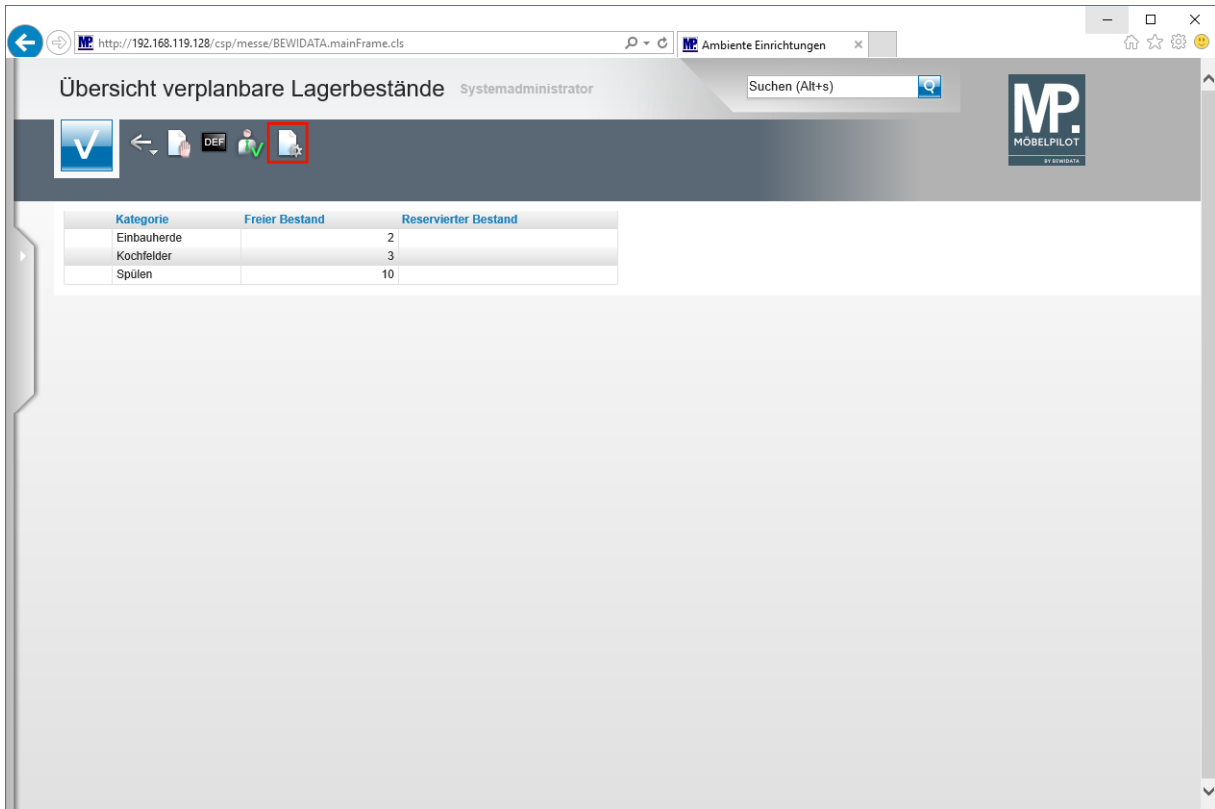 http://192.168.119.128/csp/messe/BEWIDATA.mainFrame.cls
MP. Ambiente Einrichtungen
Übersicht verplanbare Lagerbestände Systemadministrator
Suchen (Alt+s)
MP.
MÖBELPILOT
BY BEWIDATA
DEF
Kategorie Freier Bestand Reservierter Bestand
Einbauherde 2
Kochfelder 3
Spülen 10